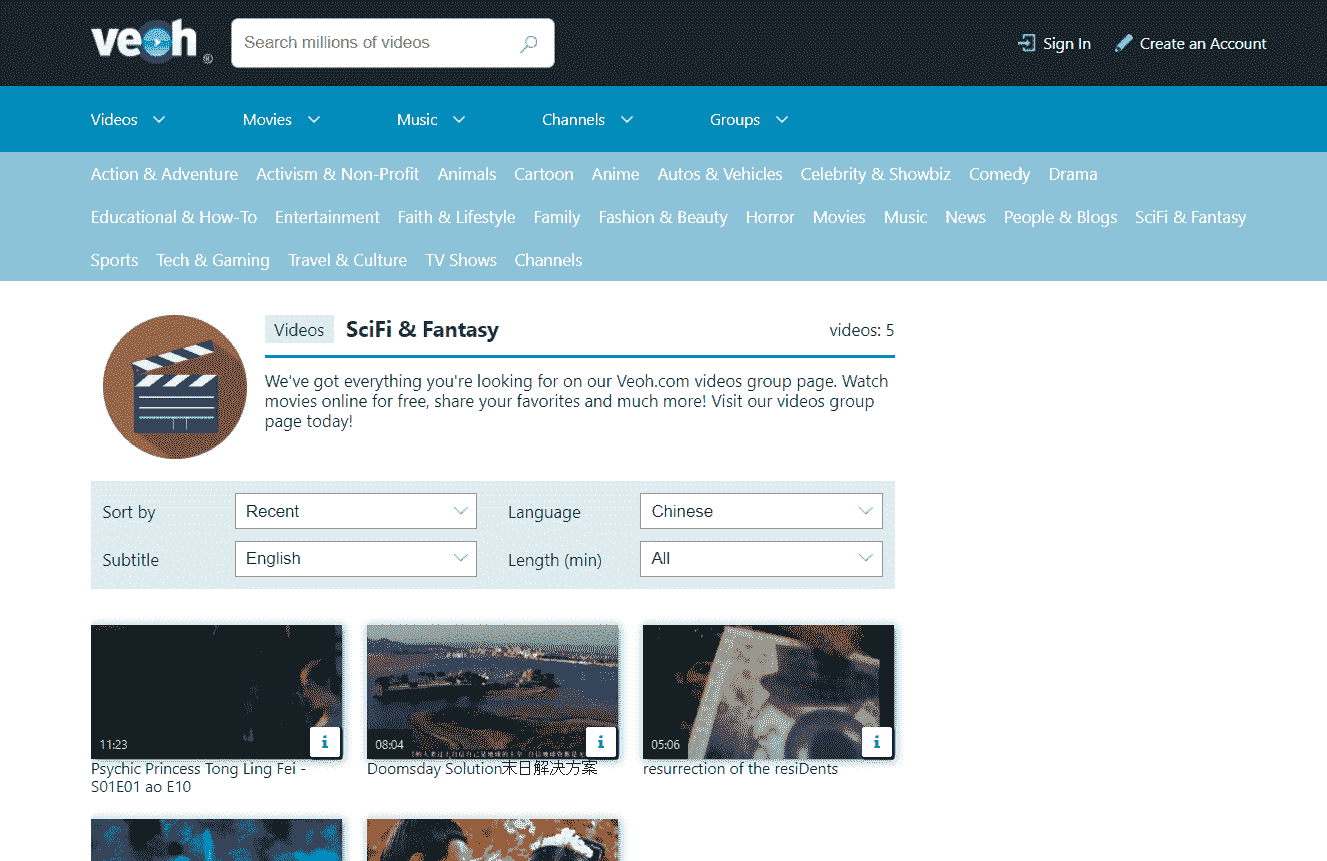 veoh ®
Search millions of videos
Sign In
Create an Account
Videos
Movies
Music
Channels
Groups
Action & Adventure Activism & Non-Profit Animals Cartoon Anime Autos & Vehicles Celebrity & Showbiz Comedy Drama
Educational & How-To Entertainment Faith & Lifestyle Family Fashion & Beauty Horror Movies Music News People & Blogs SciFi & Fantasy
Sports Tech & Gaming Travel & Culture TV Shows Channels
Videos SciFi & Fantasy videos: 5
We've got everything you're looking for on our Veoh.com videos group page. Watch
movies online for free, share your favorites and much more! Visit our videos group
page today!
Sort by Recent Language Chinese
Subtitle English Length (min) All
11:23
i
08:04
i
05:06
i
Psychic Princess Tong Ling Fei -
S01E01 ao E10
Doomsday Solution末日解决方案
resurrection of the resiDents